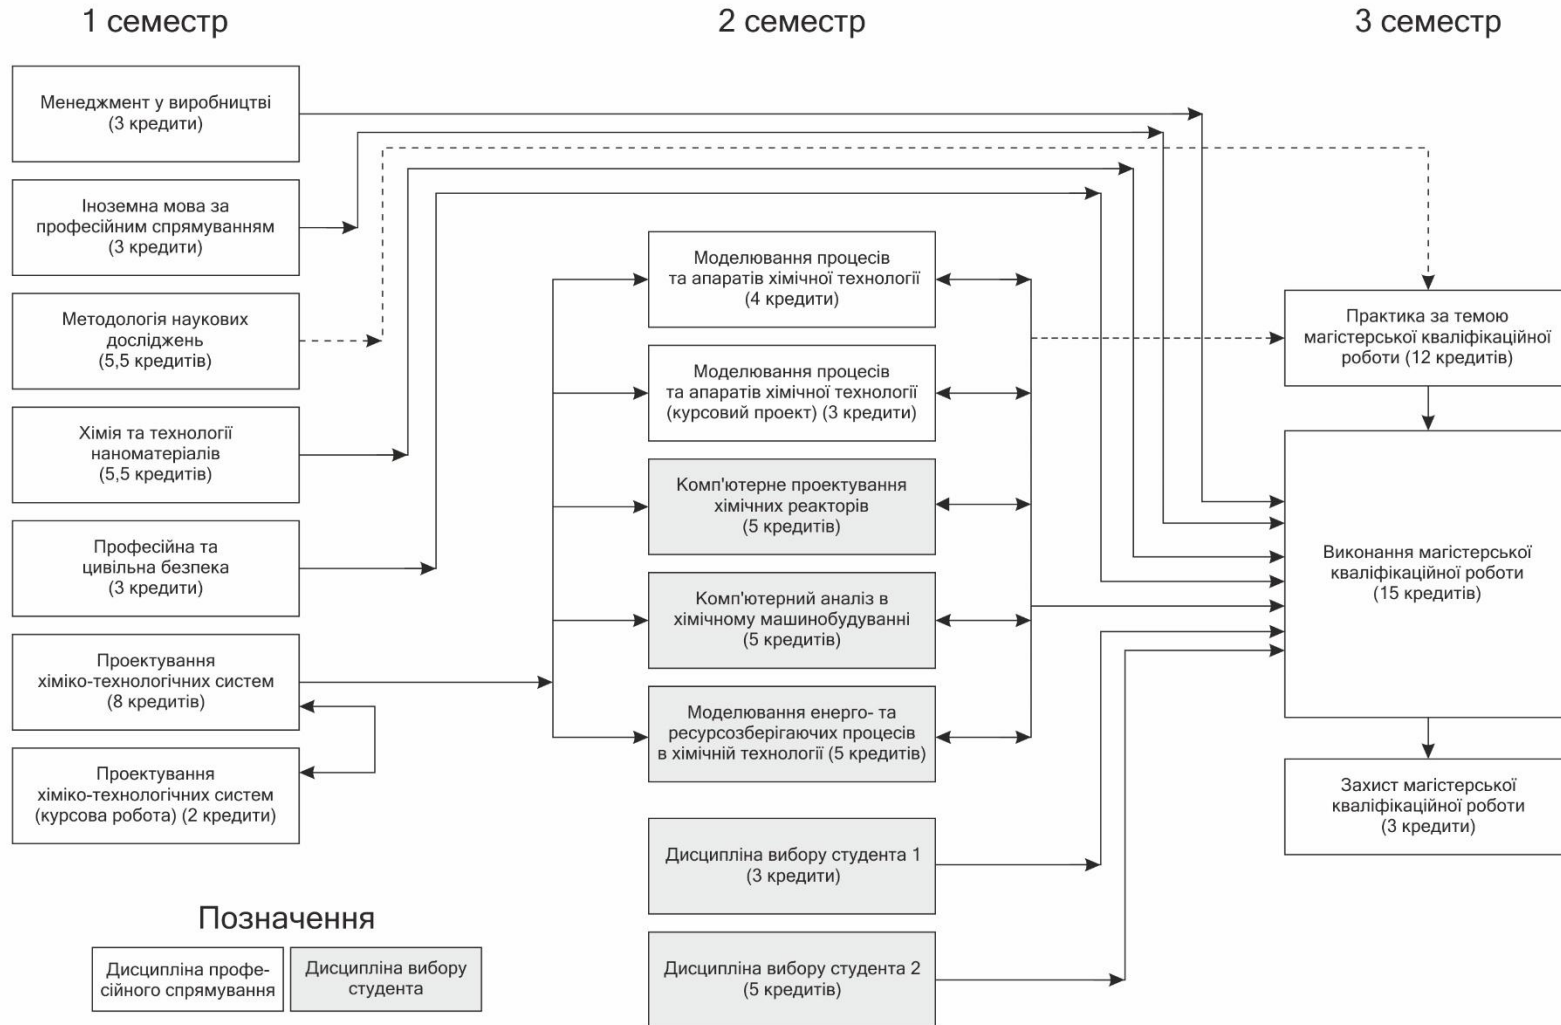 1 семестр
2 семестр
3 семестр
Менеджмент у виробництві
(3 кредити)
Іноземна мова за
професійним спрямуванням
(3 кредити)
Методологія наукових
досліджень
(5,5 кредитів)
Хімія та технології
наноматеріалів
(5,5 кредитів)
Професійна та
цивільна безпека
(3 кредити)
Проектування
хіміко-технологічних систем
(8 кредитів)
Проектування
хіміко-технологічних систем
(курсова робота) (2 кредити)
Моделювання процесів
та апаратів хімічної технології
(4 кредити)
Моделювання процесів
та апаратів хімічної технології
(курсовий проект) (3 кредити)
Комп'ютерне проектування
хімічних реакторів
(5 кредитів)
Комп'ютерний аналіз в
хімічному машинобудуванні
(5 кредитів)
Моделювання енерго- та
ресурсозберігаючих процесів
в хімічній технології (5 кредитів)
Дисципліна вибору студента 1
(3 кредити)
Дисципліна вибору студента 2
(5 кредитів)
Практика за темою
магістерської кваліфікаційної
роботи (12 кредитів)
Виконання магістерської
кваліфікаційної роботи
(15 кредитів)
Захист магістерської
кваліфікаційної роботи
(3 кредити)
Позначення
Дисципліна профе-
сійного спрямування
Дисципліна вибору
студента